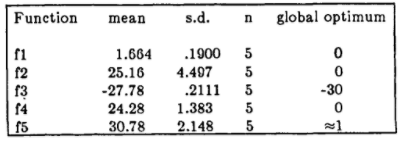 Function mean s.d. n global optimum
f1 1.664 .1900 5 0
f2 25.16 4.497 5 0
f3 -27.78 .2111 5 -30
f4 24.28 1.383 5 0
f5 30.78 2.148 5 ≈1